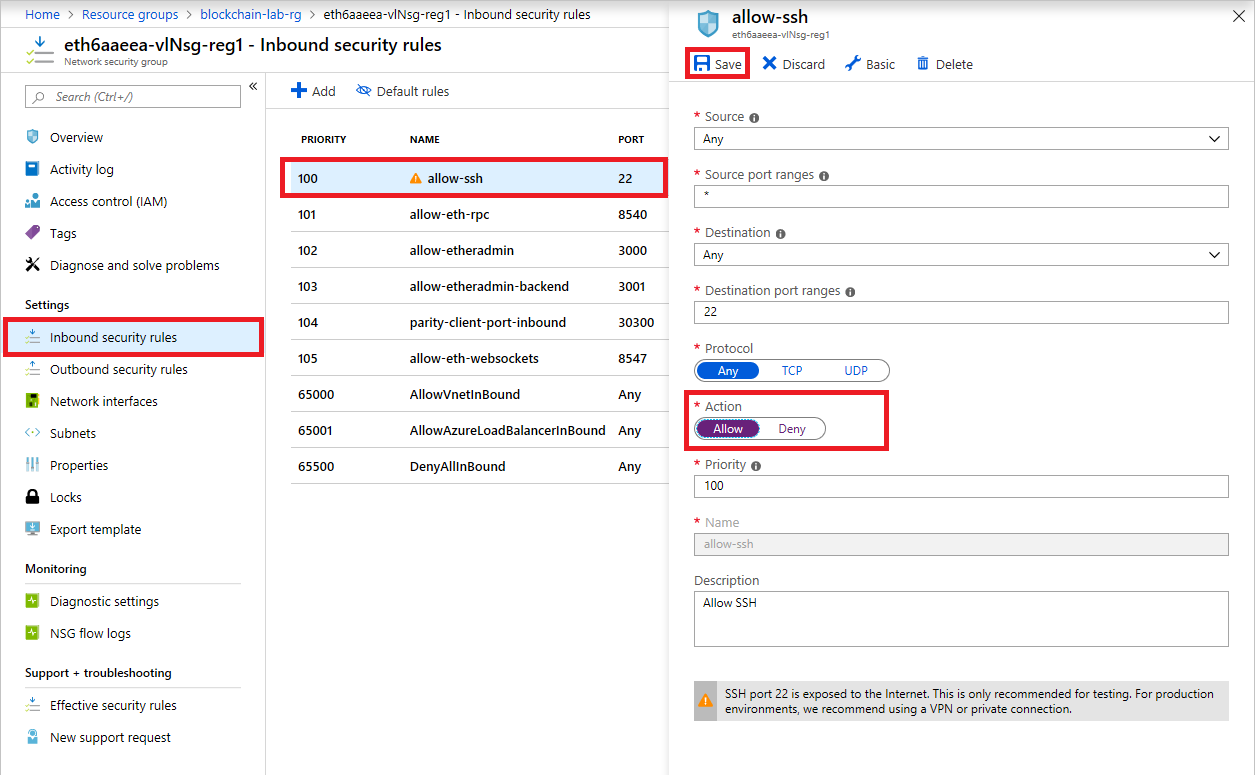 Home > Resource groups > blockchain-lab-rg > eth6aaeea-vlNsg-reg1 - Inbound security rules
eth6aaeea-vlNsg-reg1 - Inbound security rules
Network security group
Search (Ctrl+/)
«
Overview
Activity log
Access control (IAM)
Tags
Diagnose and solve problems
Settings
Inbound security rules
Outbound security rules
Network interfaces
Subnets
Properties
Locks
Export template
Monitoring
Diagnostic settings
NSG flow logs
Support + troubleshooting
Effective security rules
New support request
Add Default rules
PRIORITY NAME PORT
100 allow-ssh 22
101 allow-eth-rpc 8540
102 allow-etheradmin 3000
103 allow-etheradmin-backend 3001
104 parity-client-port-inbound 30300
105 allow-eth-websockets 8547
65000 AllowVnetInBound Any
65001 AllowAzureLoadBalancerInBound Any
65500 DenyAllInBound Any
allow-ssh
eth6aaeea-vlNsg-reg1
Save Discard Basic Delete
* Source
Any
* Source port ranges
*
* Destination
Any
* Destination port ranges
22
* Protocol
Any TCP UDP
* Action
Allow Deny
* Priority
100
* Name
allow-ssh
Description
Allow SSH
SSH port 22 is exposed to the Internet. This is only recommended for testing. For production
environments, we recommend using a VPN or private connection.